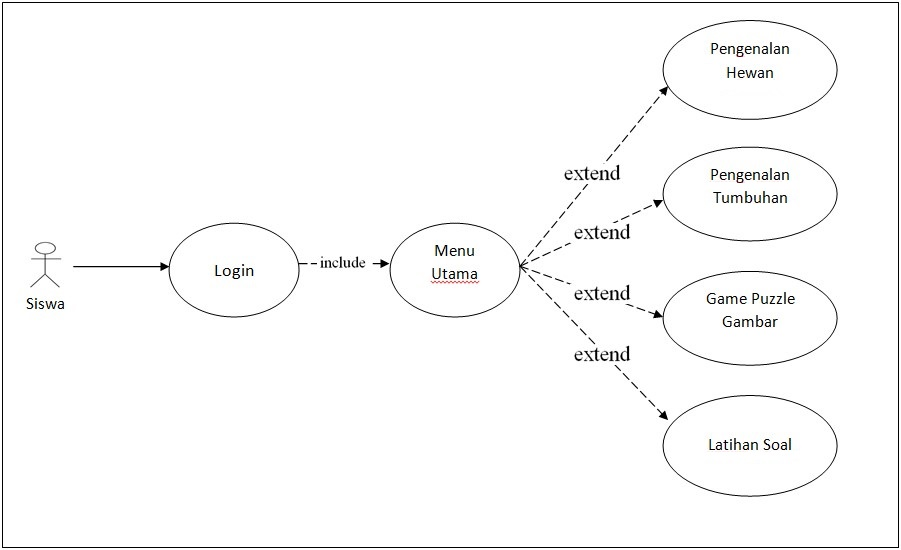 Pengenalan
Hewan
extend
Pengenalan
Tumbuhan
extend
Siswa
Login
include
Menu
Utama
extend
Game Puzzle
Gambar
extend
Latihan Soal